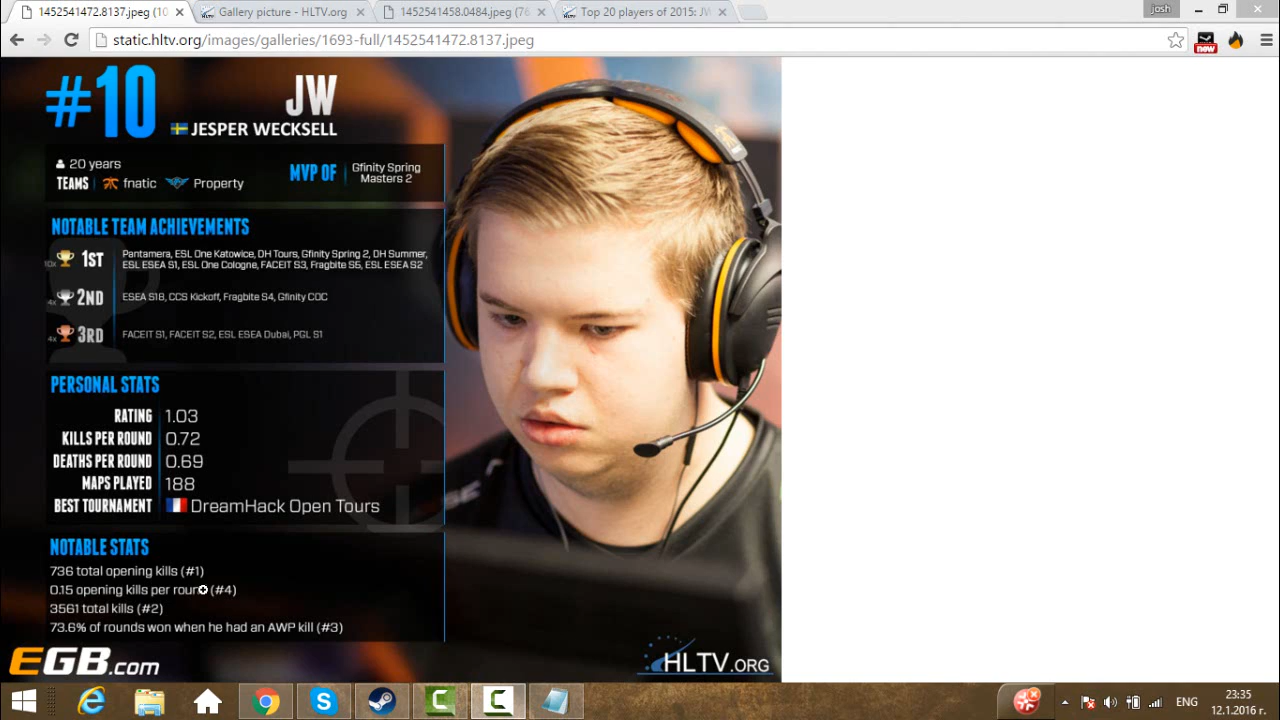 1452541472.8137.jpeg (10
Gallery picture - HLTV.org
1452541458.0484.jpeg (76
Top 20 players of 2015: JW
josh
static.hltv.org/images/galleries/1693-full/1452541472.8137.jpeg
new
#10
JW
JESPER WECKSELL
20 years
TEAMS fnatic Property
MVP OF
Gfinity Spring
Masters 2
NOTABLE TEAM ACHIEVEMENTS
10x 1ST
Pantamera, ESL One Katowice, DH Tours, Gfinity Spring 2, DH Summer,
ESL ESEA S1, ESL One Cologne, FACEIT S3, Fragbite S5, ESL ESEA S2
4x 2ND
ESEA S18, CCS Kickoff, Fragbite S4, Gfinity COC
4x 3RD
FACEIT S1, FACEIT S2, ESL ESEA Dubai, PGL S1
PERSONAL STATS
RATING 1.03
KILLS PER ROUND 0.72
DEATHS PER ROUND 0.69
MAPS PLAYED 188
BEST TOURNAMENT DreamHack Open Tours
NOTABLE STATS
736 total opening kills (#1)
0.15 opening kills per round (#4)
3561 total kills (#2)
73.6% of rounds won when he had an AWP kill (#3)
EGB.com
HLTV.ORG
ENG
23:35
12.1.2016 г.